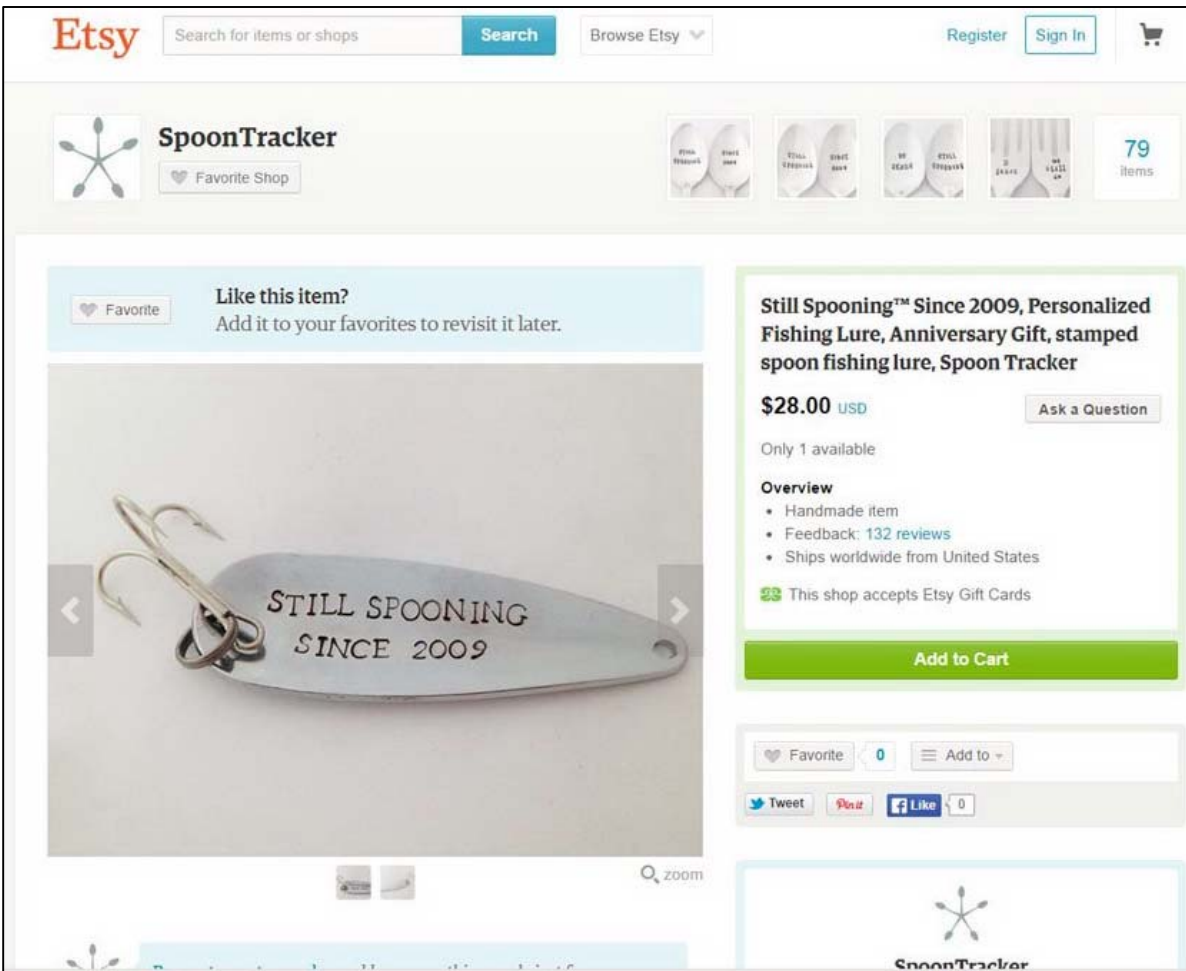 Etsy
Search for items or shops
Search
Browse Etsy
Register
Sign In
SpoonTracker
Favorite Shop
STILL SPOONING
SINCE 2009
79
items
Favorite
Like this item?
Add it to your favorites to revisit it later.
STILL SPOONING
SINCE 2009
zoom
Still Spooning™ Since 2009, Personalized
Fishing Lure, Anniversary Gift, stamped
spoon fishing lure, Spoon Tracker
$28.00 USD
Ask a Question
Only 1 available
Overview
• Handmade item
• Feedback: 132 reviews
• Ships worldwide from United States
This shop accepts Etsy Gift Cards
Add to Cart
Favorite
0
Add to
Tweet
Pin it
Like
0
SpoonTracker